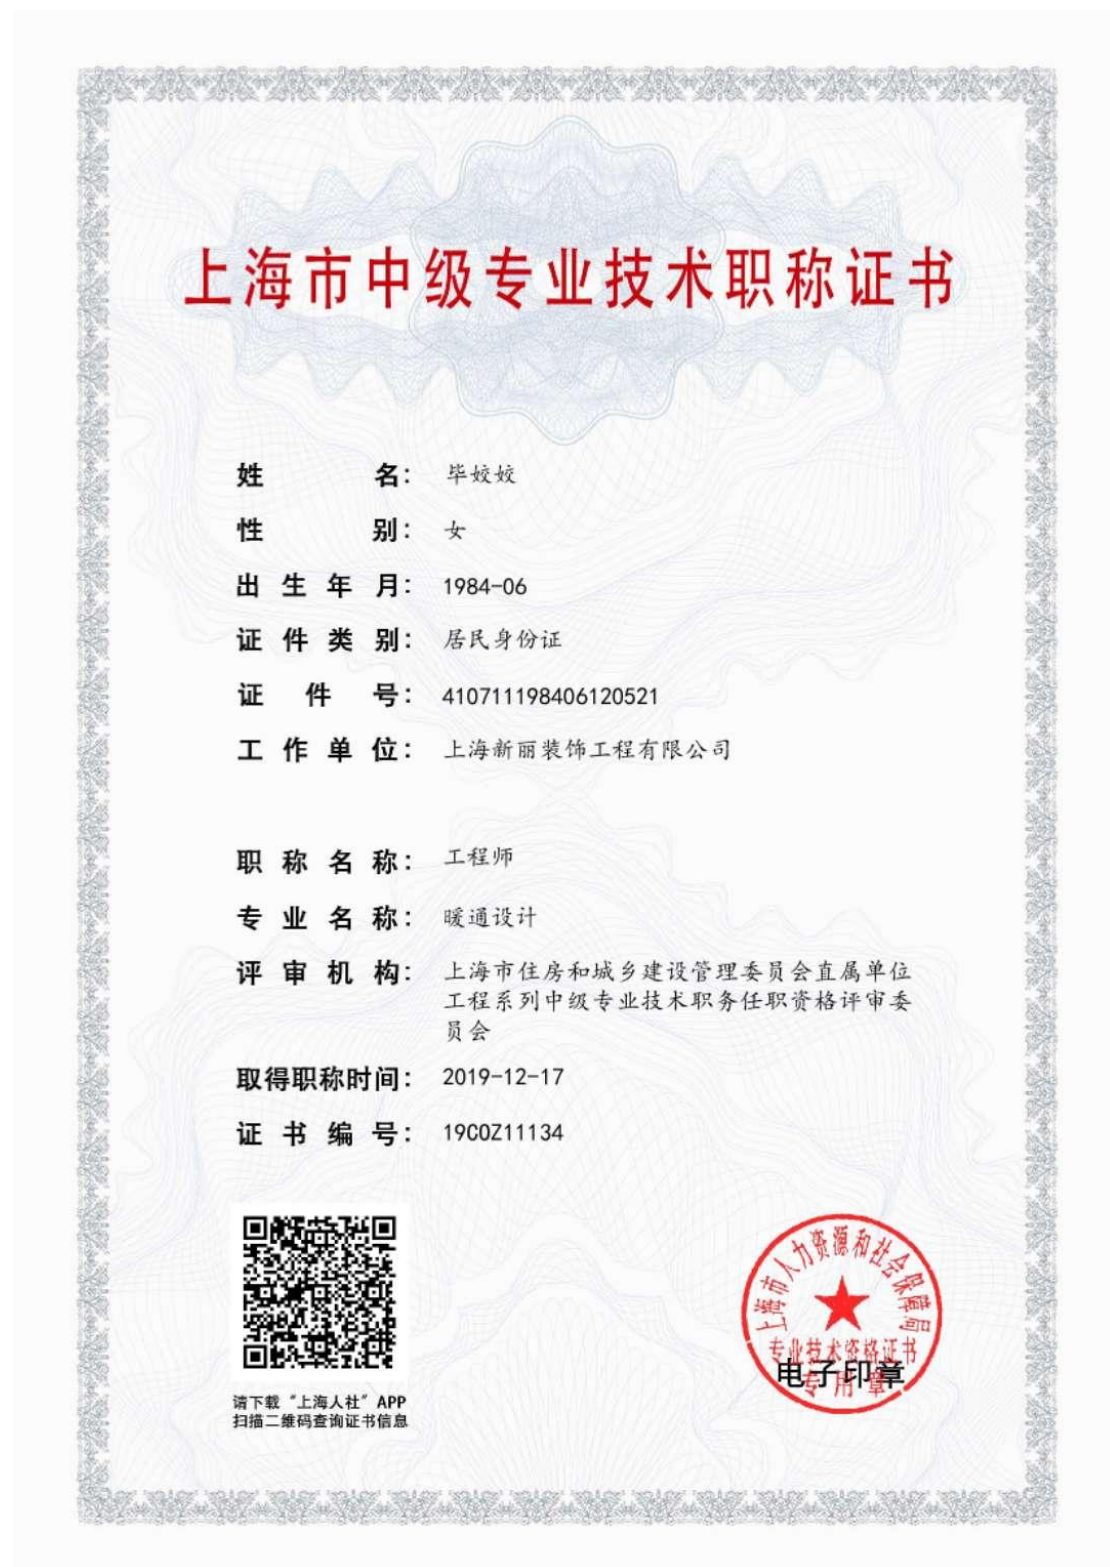 上海市中级专业技术职称证书
姓名: 毕姣姣
性别: 女
出生年月: 1984-06
证件类别: 居民身份证
证件号: 410711198406120521
工作单位: 上海新丽装饰工程有限公司
职称名称: 工程师
专业名称: 暖通设计
评审机构: 上海市住房和城乡建设管理委员会直属单位
工程系列中级专业技术职务任职资格评审委
员会
取得职称时间: 2019-12-17
证书编号: 19C0Z11134
上海市人力资源和社会保障局
专业技术资格证书
专用章
电子印章
请下载“上海人社”APP
扫描二维码查询证书信息